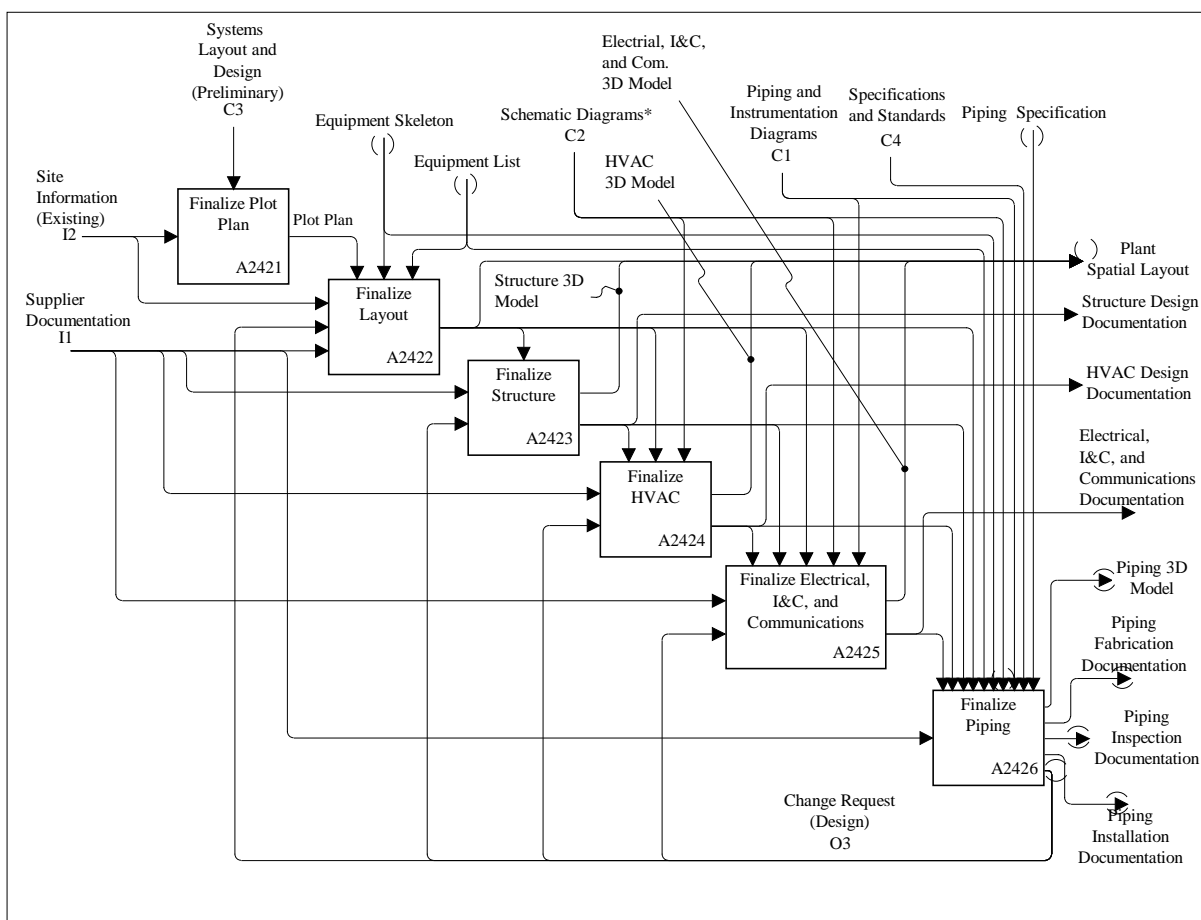 Systems
Layout and
Design
(Preliminary)
C3
Equipment Skeleton
Equipment List
Schematic Diagrams*
C2
Electrial, I&C,
and Com.
3D Model
HVAC
3D Model
Piping and
Instrumentation
Diagrams
C1
Specifications
and Standards
C4
Piping Specification
Site
Information
(Existing)
I2
Finalize Plot
Plan
A2421
Plot Plan
Supplier
Documentation
I1
Finalize
Layout
A2422
Structure 3D
Model
Plant
Spatial Layout
Structure Design
Documentation
Finalize
Structure
A2423
HVAC Design
Documentation
Finalize
HVAC
A2424
Electrical,
I&C, and
Communications
Documentation
Finalize Electrical,
I&C, and
Communications
A2425
Piping 3D
Model
Piping
Fabrication
Documentation
Finalize
Piping
A2426
Piping
Inspection
Documentation
Change Request
(Design)
O3
Piping
Installation
Documentation